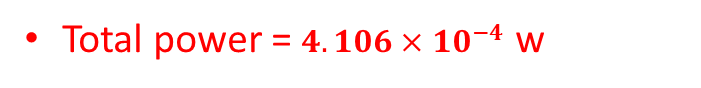 • Total power = 4.106 × 10⁻⁴ w